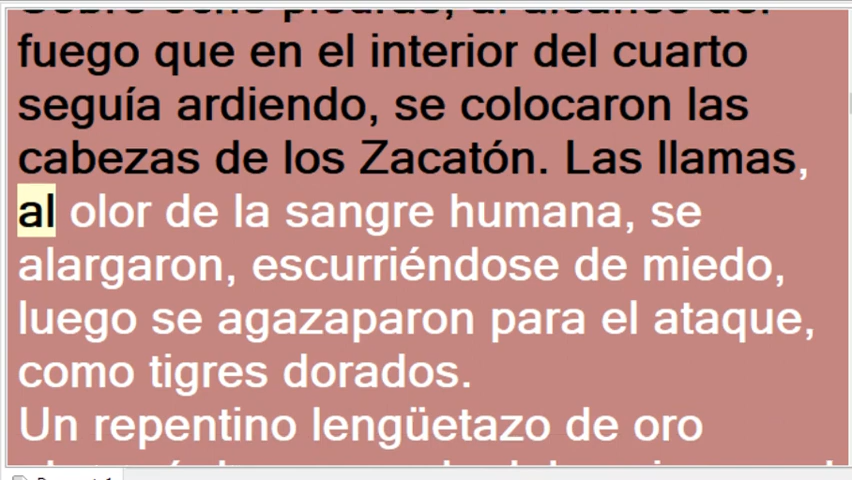 fuego que en el interior del cuarto
seguía ardiendo, se colocaron las
cabezas de los Zacatón. Las llamas,
al olor de la sangre humana, se
alargaron, escurriéndose de miedo,
luego se agazaparon para el ataque,
como tigres dorados.
Un repentino lengüetazo de oro